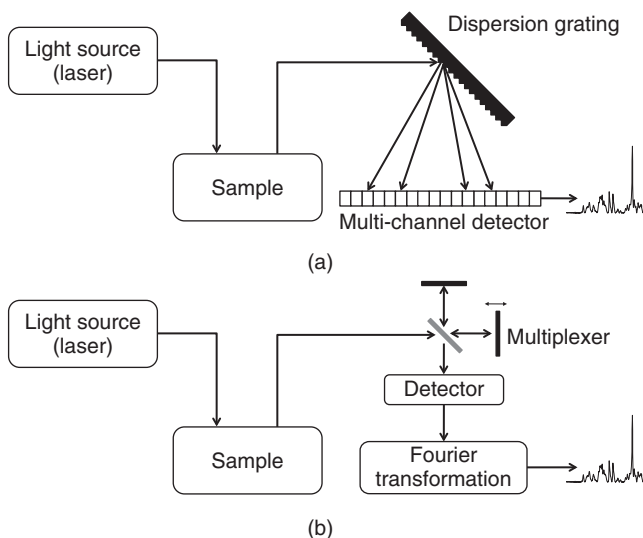 Light source
(laser)
Dispersion grating
Sample
Multi-channel detector
(a)
Light source
(laser)
Multiplexer
Detector
Sample
Fourier
transformation
(b)